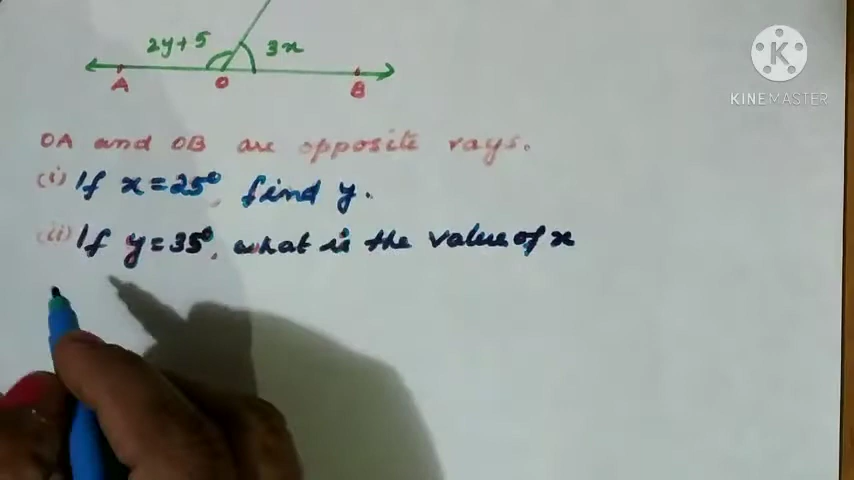 2y+5 3x
A O B
OA and OB are opposite rays.
(i) If x=25°, find y.
(ii) If y=35°, what is the value of x
K
KINEMASTER